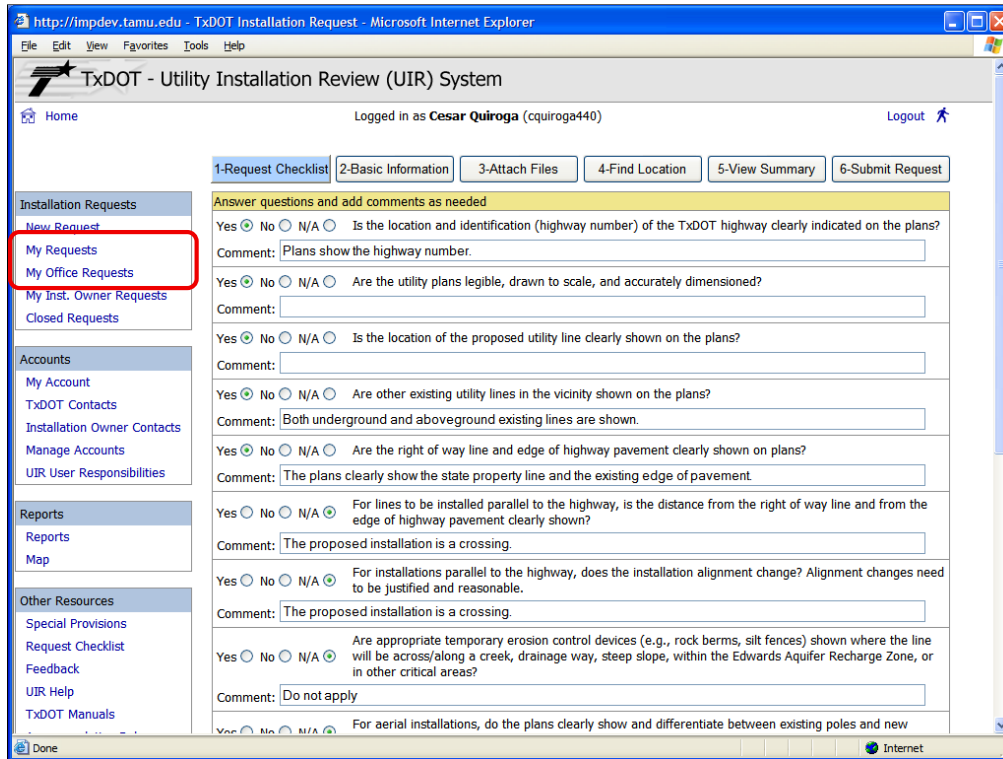 http://impdev.tamu.edu - TxDOT Installation Request - Microsoft Internet Explorer
File Edit View Favorites Tools Help
TxDOT - Utility Installation Review (UIR) System
Home Logged in as Cesar Quiroga (cquiroga440) Logout
1-Request Checklist 2-Basic Information 3-Attach Files 4-Find Location 5-View Summary 6-Submit Request
Installation Requests
New Request
My Requests
My Office Requests
My Inst. Owner Requests
Closed Requests
Accounts
My Account
TxDOT Contacts
Installation Owner Contacts
Manage Accounts
UIR User Responsibilities
Reports
Reports
Map
Other Resources
Special Provisions
Request Checklist
Feedback
UIR Help
TxDOT Manuals
Answer questions and add comments as needed
Yes No N/A Is the location and identification (highway number) of the TxDOT highway clearly indicated on the plans?
Comment: Plans show the highway number.
Yes No N/A Are the utility plans legible, drawn to scale, and accurately dimensioned?
Comment:
Yes No N/A Is the location of the proposed utility line clearly shown on the plans?
Comment:
Yes No N/A Are other existing utility lines in the vicinity shown on the plans?
Comment: Both underground and aboveground existing lines are shown.
Yes No N/A Are the right of way line and edge of highway pavement clearly shown on plans?
Comment: The plans clearly show the state property line and the existing edge of pavement.
Yes No N/A For lines to be installed parallel to the highway, is the distance from the right of way line and from the
edge of highway pavement clearly shown?
Comment: The proposed installation is a crossing.
Yes No N/A For installations parallel to the highway, does the installation alignment change? Alignment changes need
to be justified and reasonable.
Comment: The proposed installation is a crossing.
Are appropriate temporary erosion control devices (e.g., rock berms, silt fences) shown where the line
Yes No N/A will be across/along a creek, drainage way, steep slope, within the Edwards Aquifer Recharge Zone, or
in other critical areas?
Comment: Do not apply
Yes No N/A For aerial installations, do the plans clearly show and differentiate between existing poles and new
Done Internet